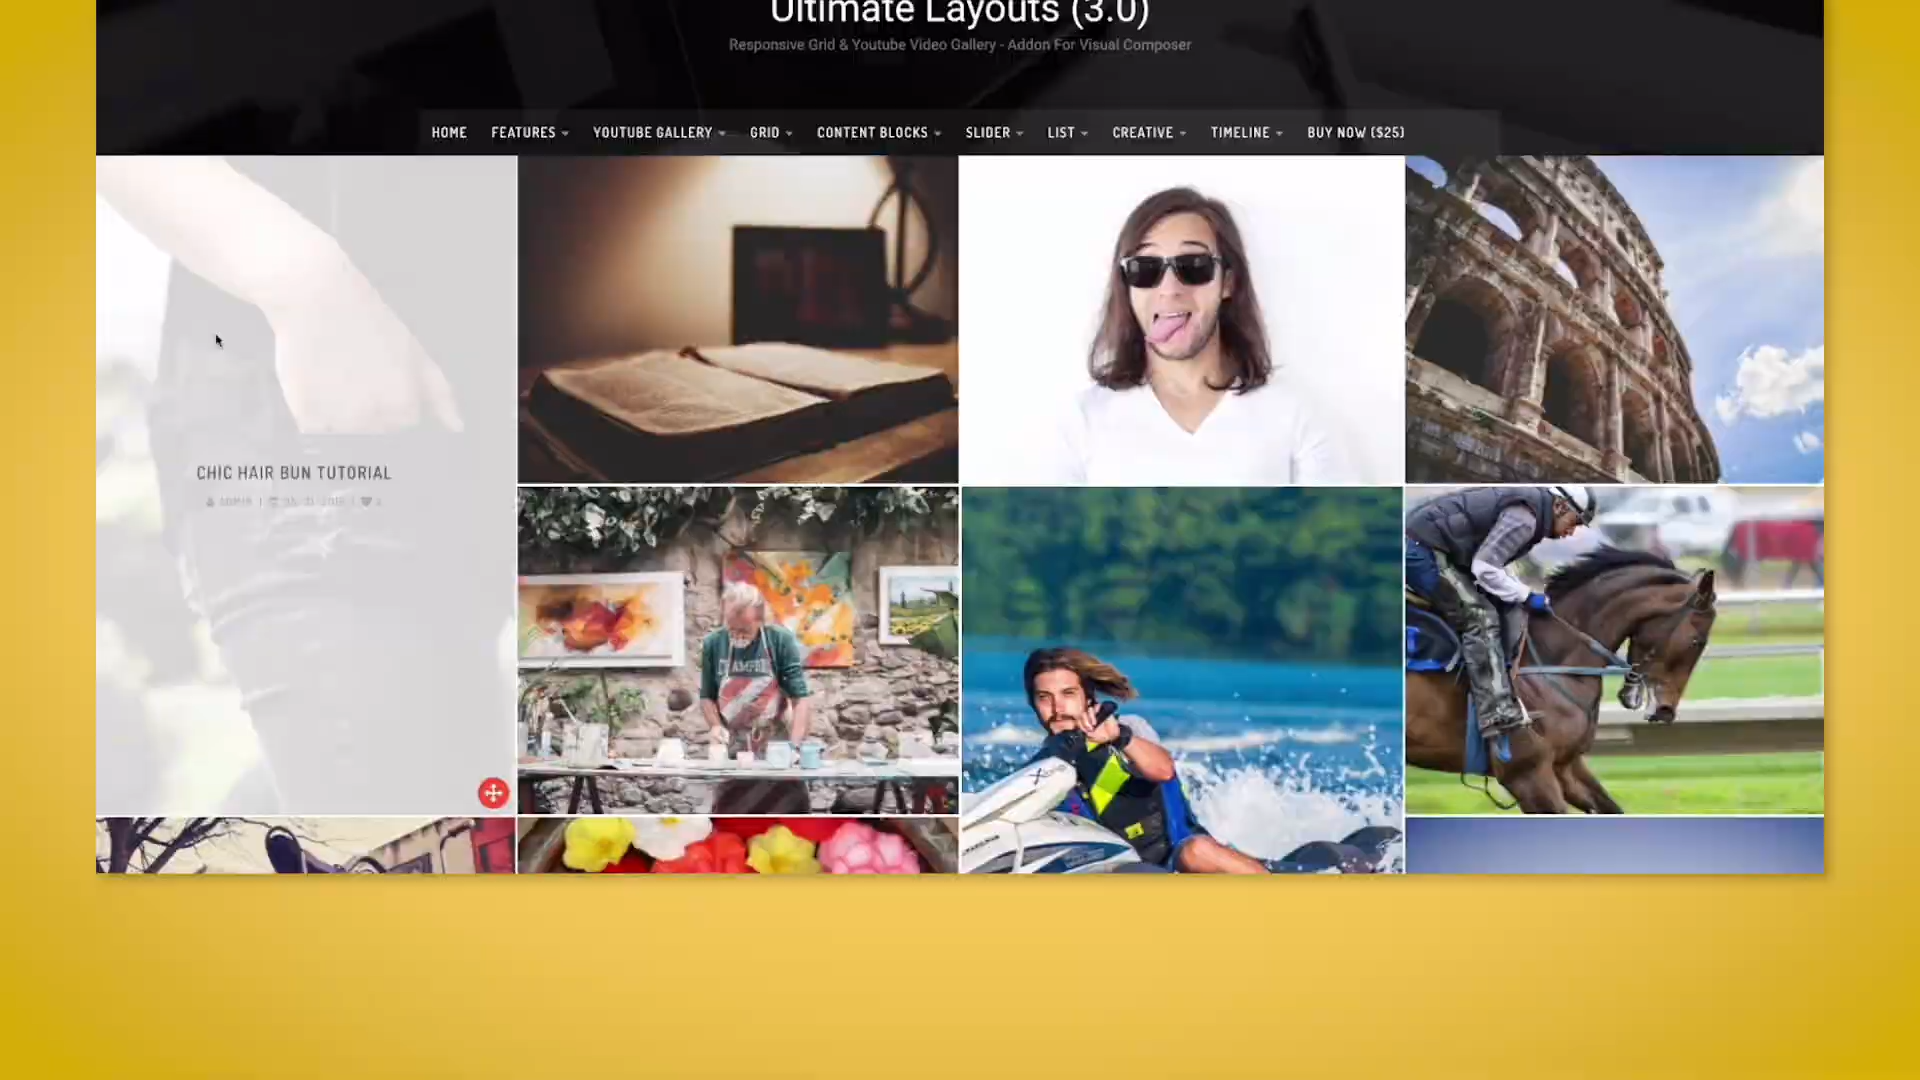 Ultimate Layouts (3.0)
Responsive Grid & Youtube Video Gallery - Addon For Visual Composer
HOME FEATURES YOUTUBE GALLERY GRID CONTENT BLOCKS SLIDER LIST CREATIVE TIMELINE BUY NOW ($25)
CHIC HAIR BUN TUTORIAL
ADMIN